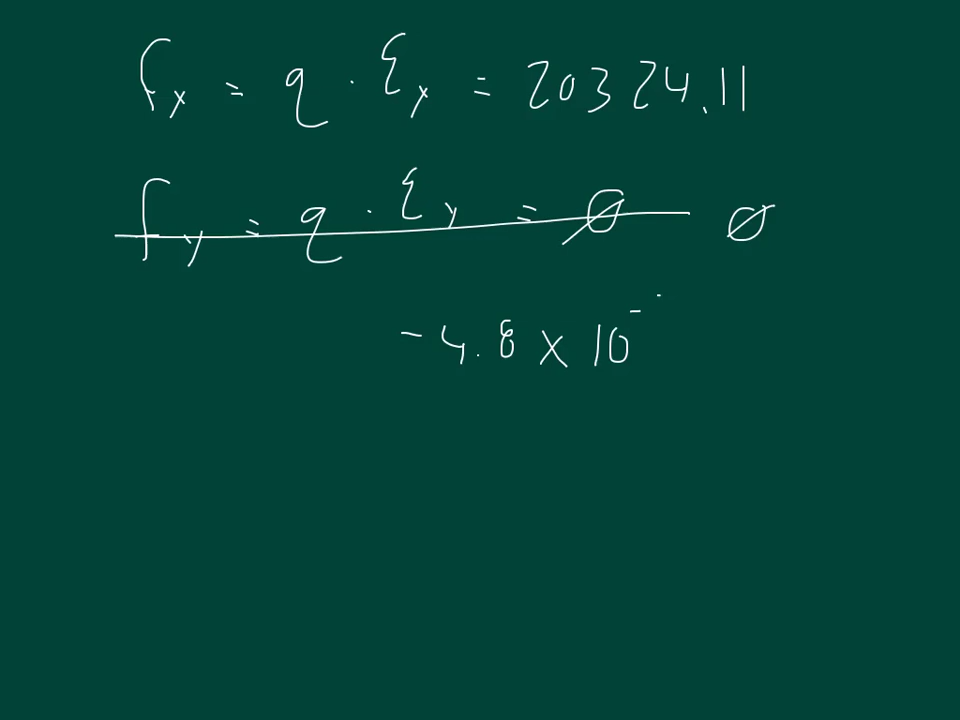 Fx = q · Ex = 20324.11
Fy = q · Ey = Ø Ø
- 4.8 x 10⁻